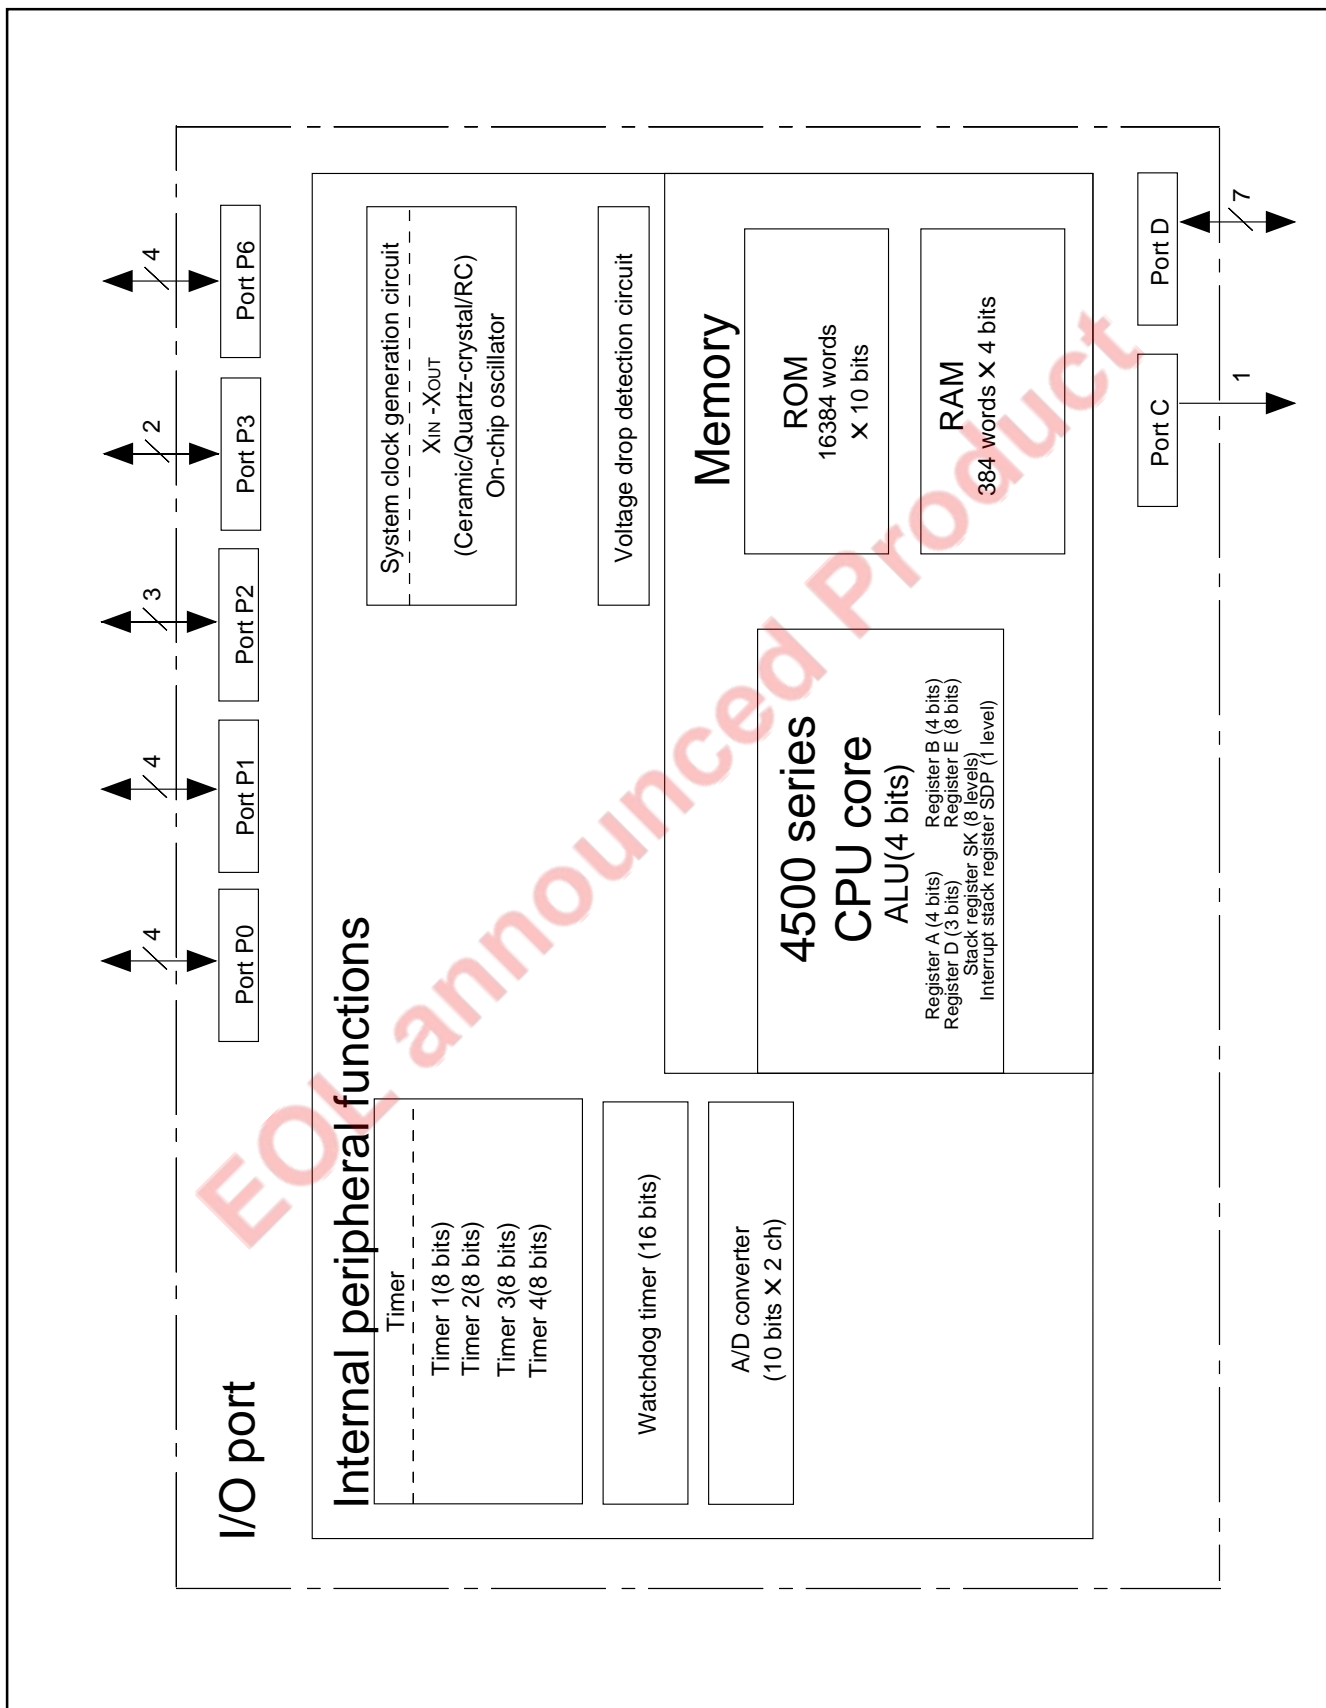 4
4
3
2
4
I/O port
Port P0
Port P1
Port P2
Port P3
Port P6
Internal peripheral functions
Timer
Timer 1(8 bits)
Timer 2(8 bits)
Timer 3(8 bits)
Timer 4(8 bits)
Watchdog timer (16 bits)
A/D converter
(10 bits × 2 ch)
System clock generation circuit
XIN -XOUT
(Ceramic/Quartz-crystal/RC)
On-chip oscillator
Voltage drop detection circuit
4500 series
CPU core
ALU(4 bits)
Register A (4 bits) Register B (4 bits)
Register D (3 bits) Register E (8 bits)
Stack register SK (8 levels)
Interrupt stack register SDP (1 level)
Memory
ROM
16384 words
× 10 bits
RAM
384 words × 4 bits
Port C
Port D
1
7
EOL announced Product